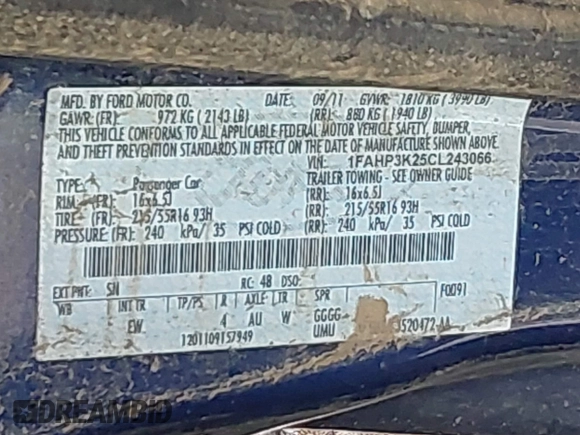 MFD. BY FORD MOTOR CO. DATE: 09/11 GVWR: 1810 KG (3990 LB)
GAWR: (FR): 972 KG (2143 LB) (RR): 880 KG (1940 LB)
THIS VEHICLE CONFORMS TO ALL APPLICABLE FEDERAL MOTOR VEHICLE SAFETY, BUMPER,
AND THEFT PREVENTION STANDARDS IN EFFECT ON THE DATE OF MANUFACTURE SHOWN ABOVE.
VIN: 1FAHP3K25CL243066
TYPE: Passenger Car TRAILER TOWING - SEE OWNER GUIDE
RIM: (FR) 16x6.5J (RR): 16x6.5J
TIRE (FR): 215/55R16 93H (RR): 215/55R16 93H
PRESSURE: (FR): 240 kPa/ 35 PSI COLD (RR): 240 kPa/ 35 PSI COLD
EXT PNT: SN RC: 48 DSO: F0091
WB INT TR TP/PS R AXLE TR SPR
EW 4 AU W GGGG
UMU 3520472-AA
1201109157949
DREAMBID